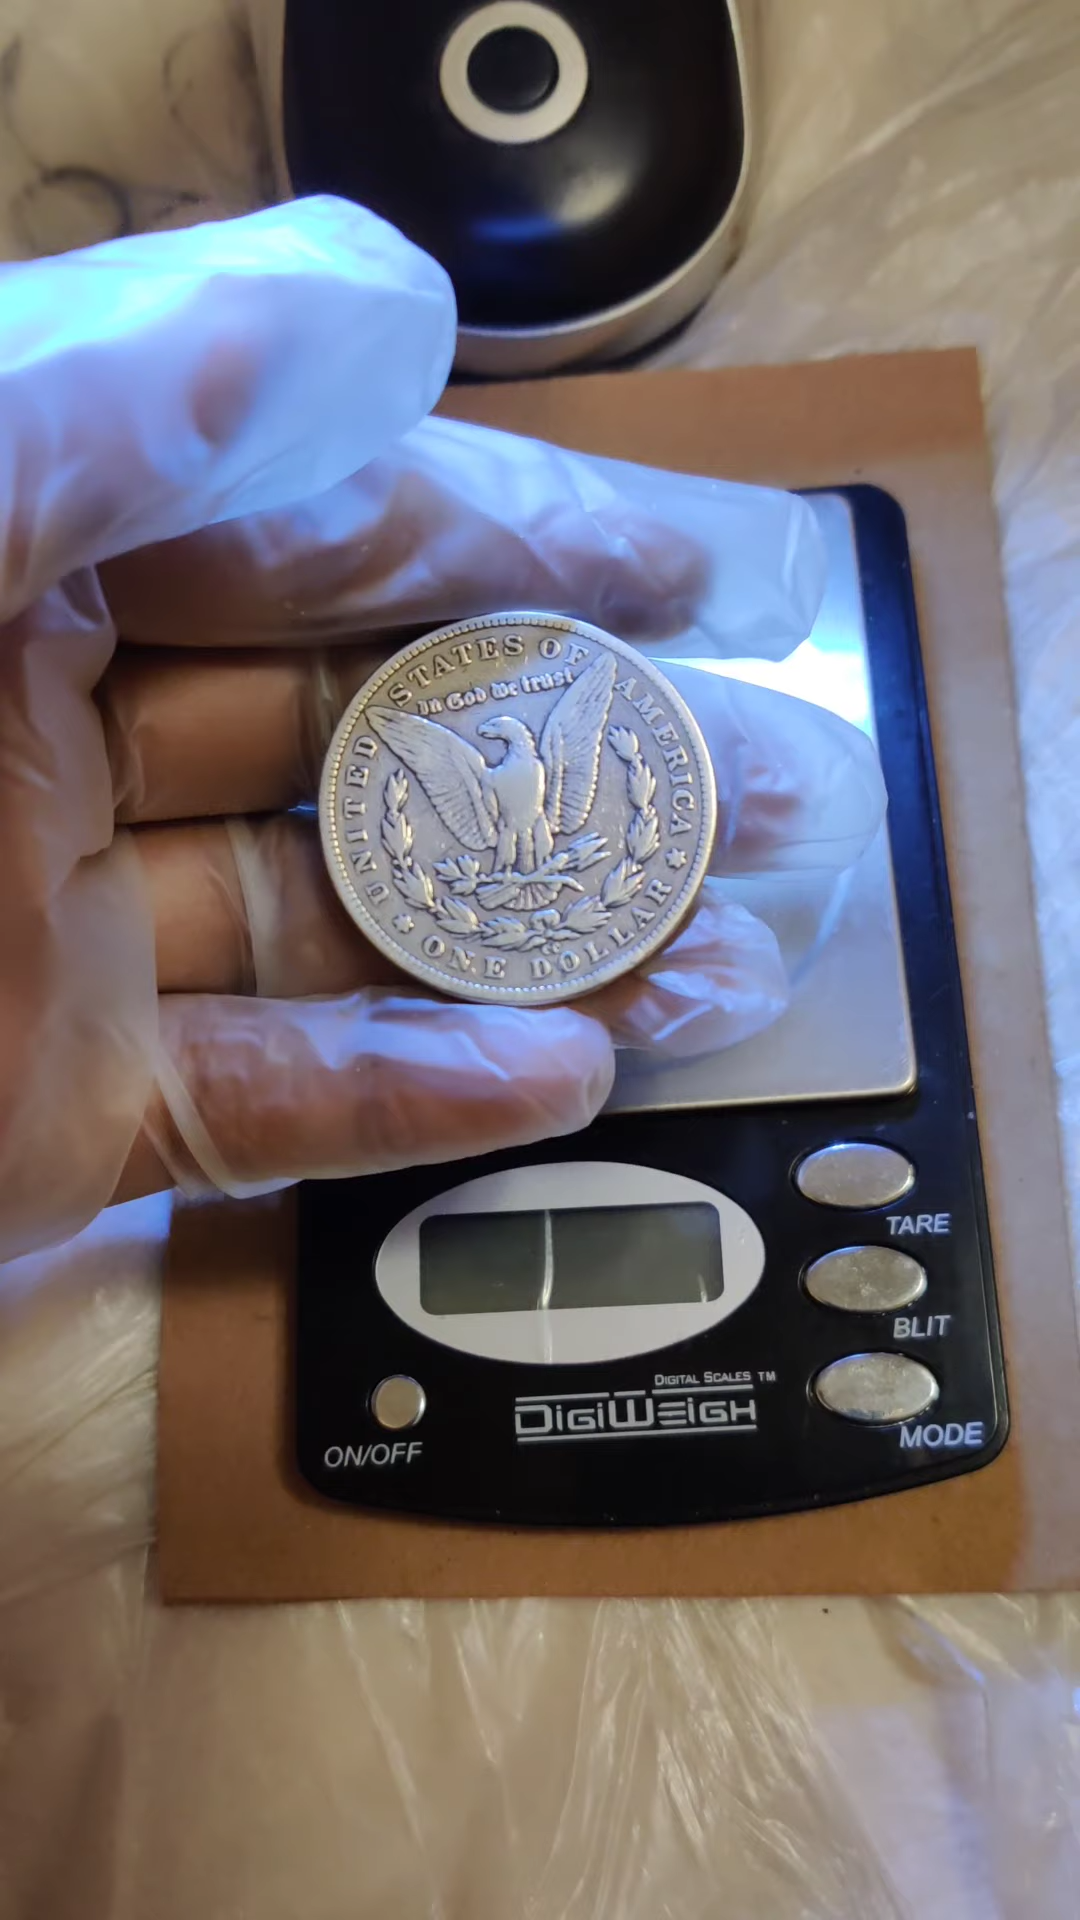 UNITED STATES OF AMERICA
In God we trust
CC
ONE DOLLAR
TARE
BLIT
MODE
DIGITAL SCALES TM
DIGIWEIGH
ON/OFF